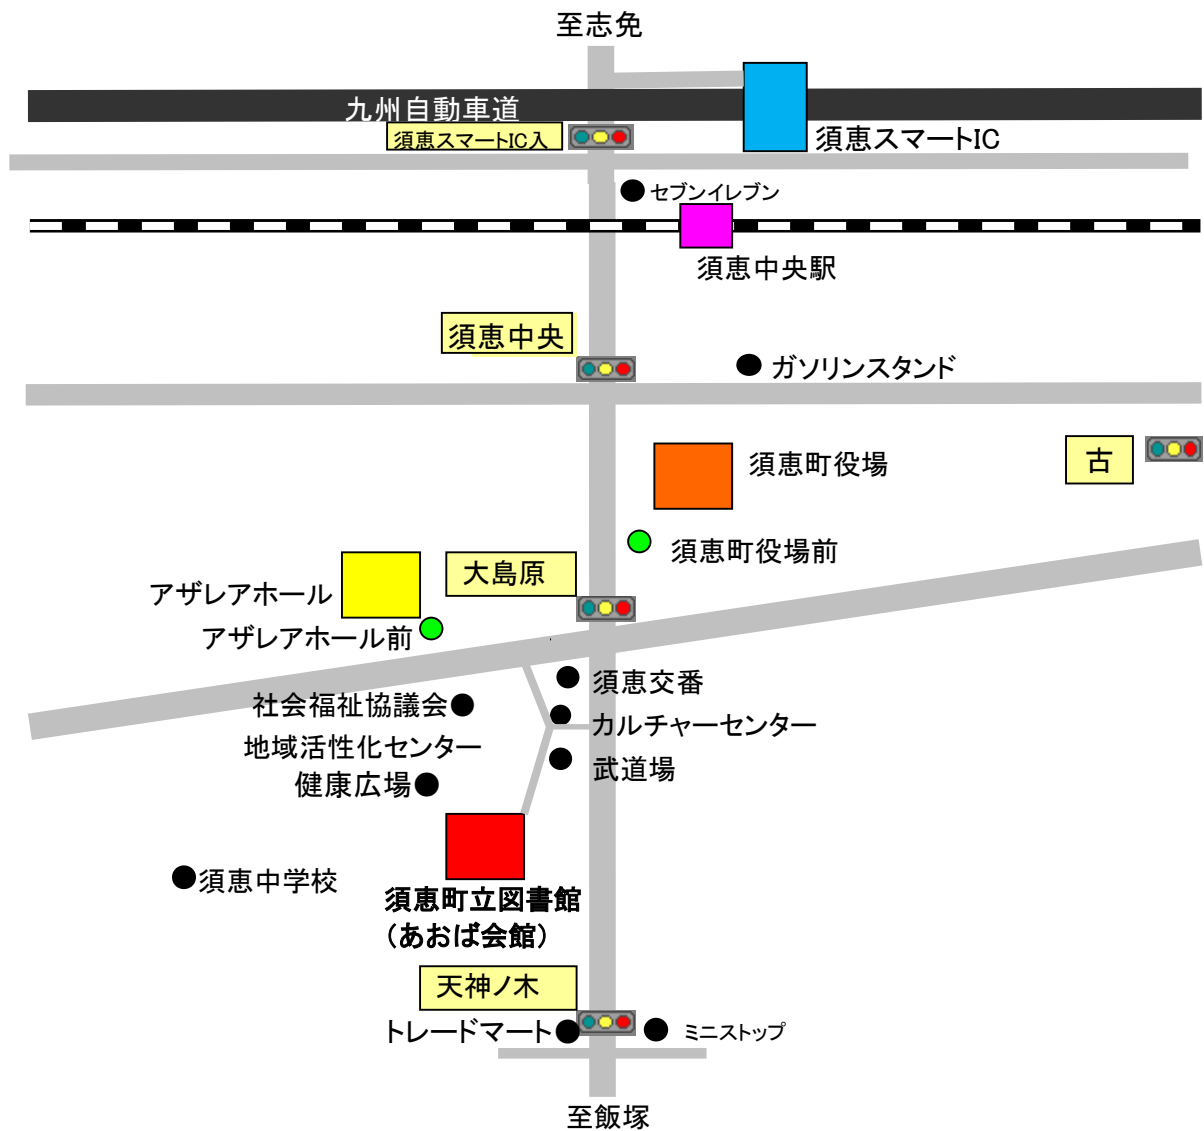 至志免
九州自動車道
須恵スマートIC入
須恵スマートIC
セブンイレブン
須恵中央駅
須恵中央
ガソリンスタンド
須恵町役場
古
須恵町役場前
大島原
アザレアホール
アザレアホール前
須恵交番
社会福祉協議会
カルチャーセンター
地域活性化センター
武道場
健康広場
須恵中学校
須恵町立図書館
（あおば会館）
天神ノ木
トレードマート
ミニストップ
至飯塚